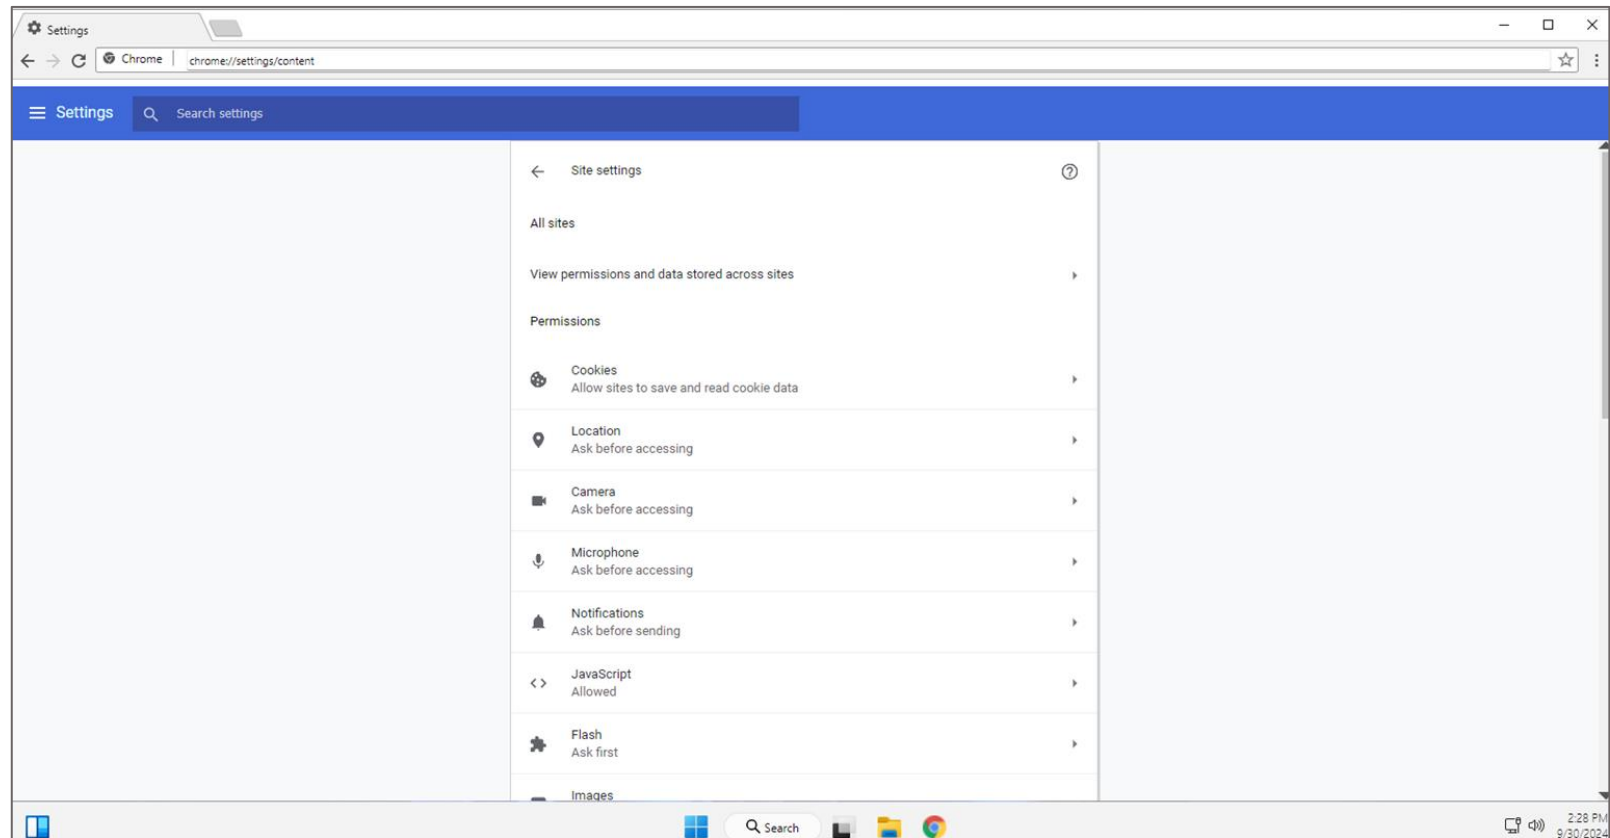 Settings
Chrome
chrome://settings/content
Settings
Search settings
Site settings
All sites
View permissions and data stored across sites
Permissions
Cookies
Allow sites to save and read cookie data
Location
Ask before accessing
Camera
Ask before accessing
Microphone
Ask before accessing
Notifications
Ask before sending
JavaScript
Allowed
Flash
Ask first
Images
Search
2:28 PM
9/30/2024